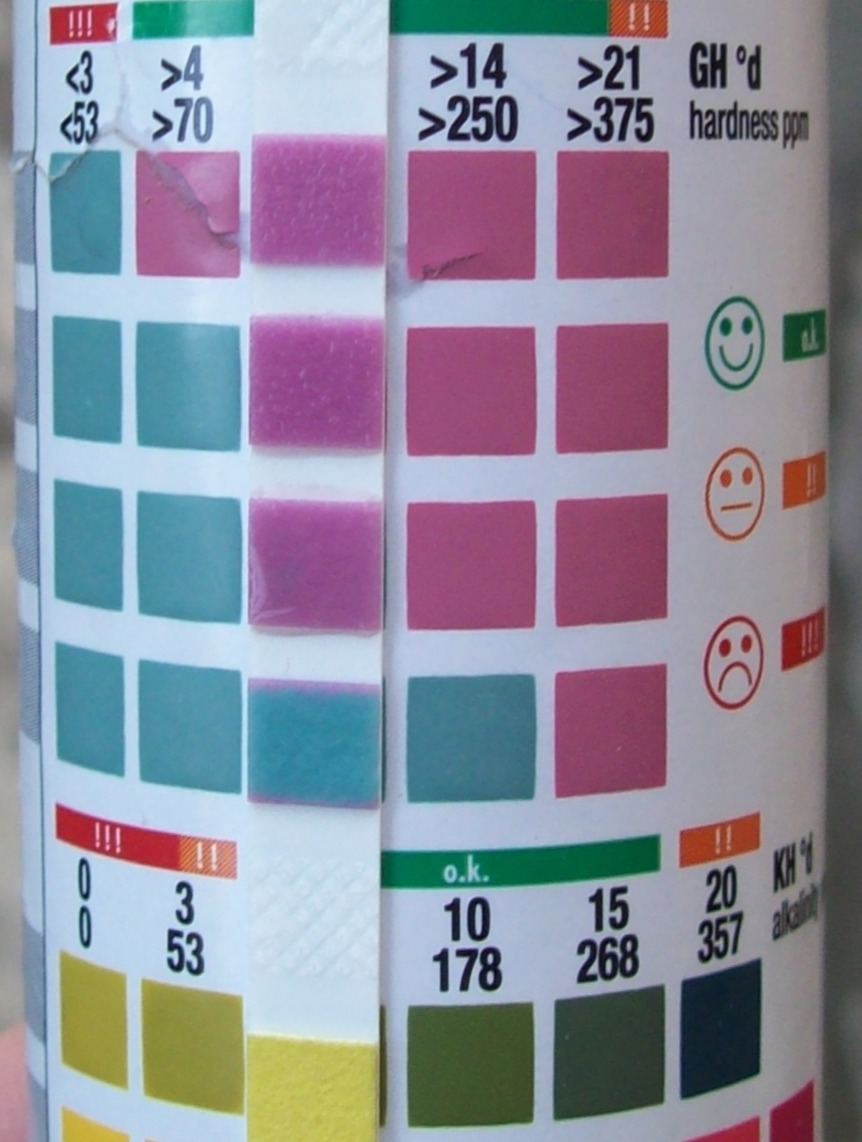 !!! !!
<3 >4 >14 >21 GH °d
<53 >70 >250 >375 hardness ppm
o.k.
!!
!!!
!!! !! o.k. !!
0 3 10 15 20 KH °d
0 53 178 268 357 alkalinity